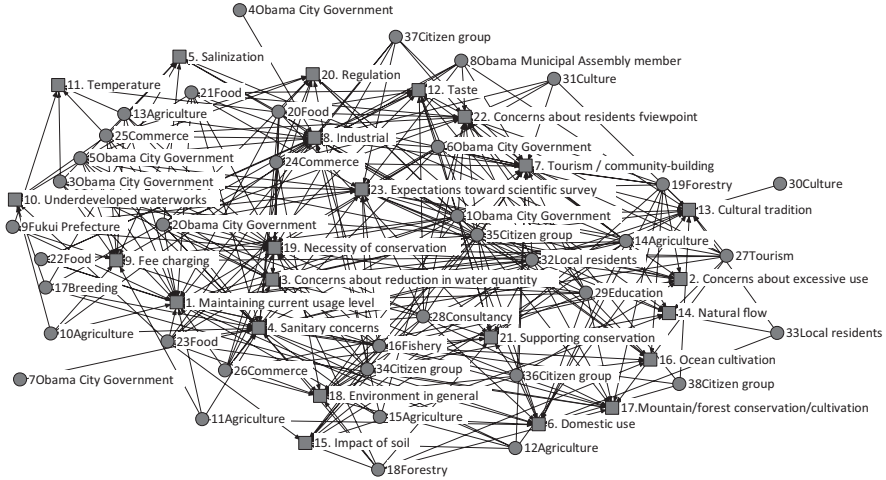 4Obama City Government
37Citizen group
5. Salinization
8Obama Municipal Assembly member
20. Regulation
31Culture
11. Temperature
21Food
12. Taste
13Agriculture
20Food
22. Concerns about residents fviewpoint
25Commerce
8. Industrial
6Obama City Government
5Obama City Government
24Commerce
7. Tourism / community-building
3Obama City Government
23. Expectations toward scientific survey
19Forestry
30Culture
10. Underdeveloped waterworks
13. Cultural tradition
1Obama City Government
9Fukui Prefecture
2Obama City Government
35Citizen group
14Agriculture
19. Necessity of conservation
22Food
9. Fee charging
32Local residents
27Tourism
3. Concerns about reduction in water quantity
2. Concerns about excessive use
17Breeding
29Education
1. Maintaining current usage level
28Consultancy
14. Natural flow
4. Sanitary concerns
10Agriculture
33Local residents
23Food
16Fishery
21. Supporting conservation
16. Ocean cultivation
26Commerce
34Citizen group
36Citizen group
7Obama City Government
38Citizen group
18. Environment in general
17.Mountain/forest conservation/cultivation
11Agriculture
15Agriculture
6. Domestic use
15. Impact of soil
12Agriculture
18Forestry